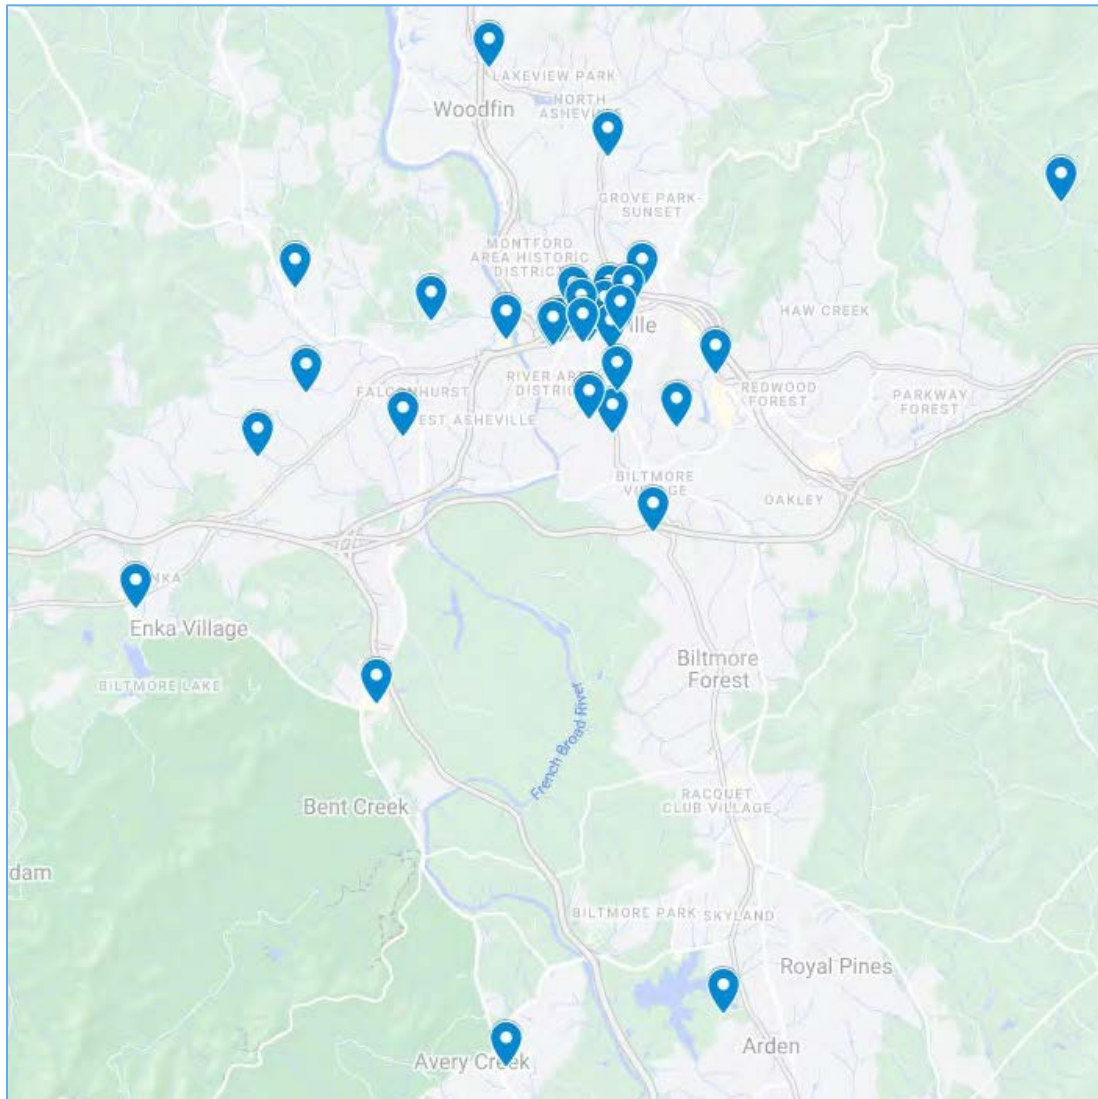 LAKEVIEW PARK
Woodfin
NORTH
ASHEVILLE
GROVE PARK-
SUNSET
MONTFORD
AREA HISTORIC
DISTRICT
HAW CREEK
ille
RIVER ARTS
DISTRICT
FALCONHURST
REDWOOD
FOREST
PARKWAY
FOREST
EST ASHEVILLE
BILTMORE
VILLAGE
OAKLEY
NKA
Enka Village
BILTMORE LAKE
Biltmore
Forest
French Broad River
RACQUET
CLUB VILLAGE
Bent Creek
dam
BILTMORE PARK
SKYLAND
Royal Pines
Arden
Avery Creek